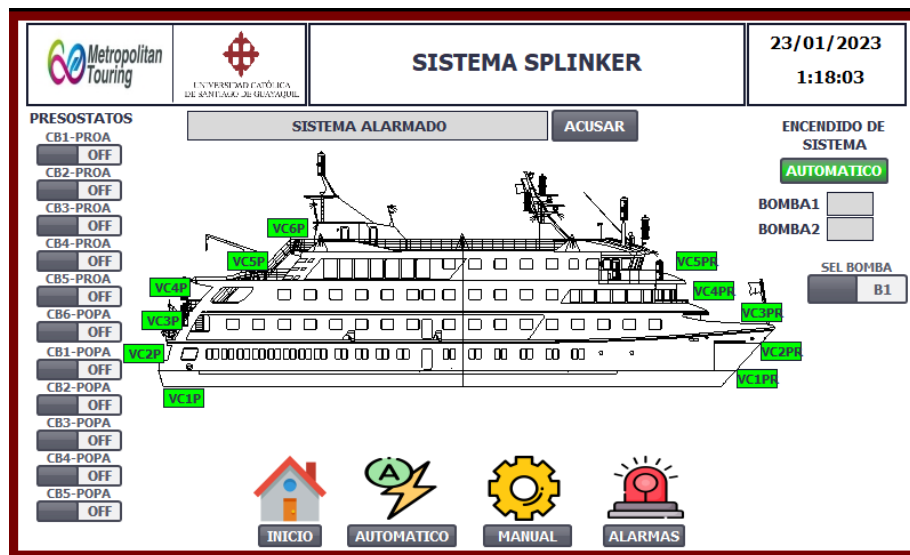 Metropolitan
Touring
UNIVERSIDAD CATÓLICA
DE SANTIAGO DE GUAYAQUIL
SISTEMA SPLINKER
23/01/2023
1:18:03
PRESOSTATOS
CB1-PROA
OFF
CB2-PROA
OFF
CB3-PROA
OFF
CB4-PROA
OFF
CB5-PROA
OFF
CB6-POPA
OFF
CB1-POPA
OFF
CB2-POPA
OFF
CB3-POPA
OFF
CB4-POPA
OFF
CB5-POPA
OFF
SISTEMA ALARMADO
ACUSAR
VC6P
VC5P
VC4P
VC3P
VC2P
VC1P
VC5PR
VC4PR
VC3PR
VC2PR
VC1PR
ENCENDIDO DE
SISTEMA
AUTOMATICO
BOMBA1
BOMBA2
SEL BOMBA
B1
A
INICIO
AUTOMATICO
MANUAL
ALARMAS